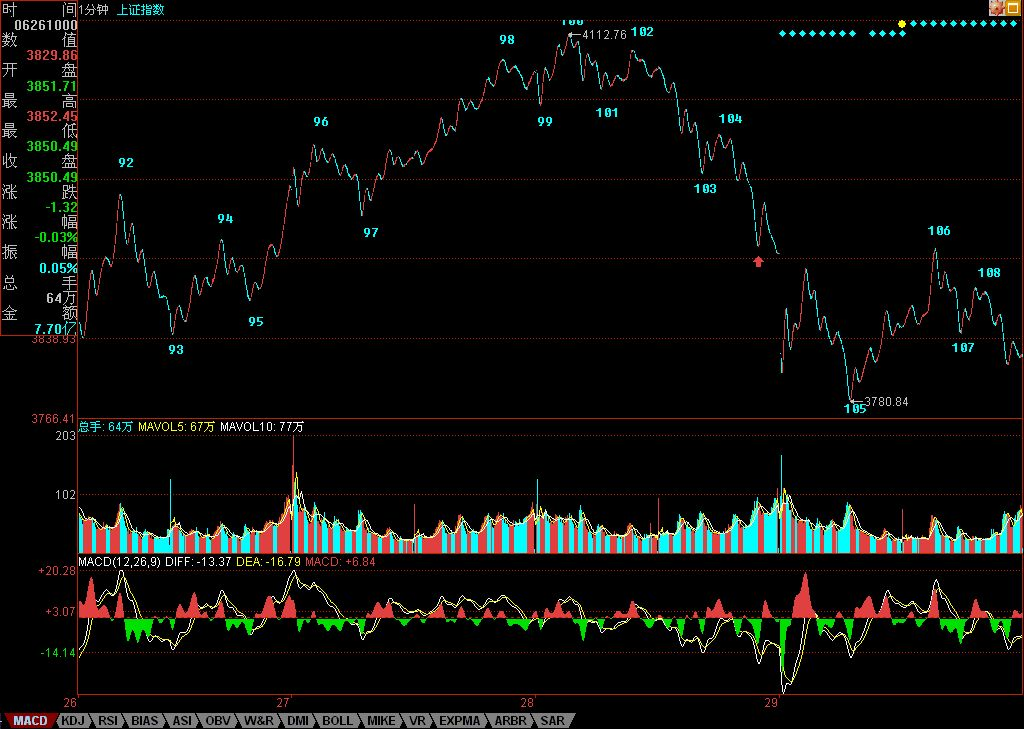 时 间 1分钟 上证指数
06261000
数 值
3829.86
开 盘
3851.71
最 高
3852.45
最 低
3850.49
收 盘
3850.49
涨 跌
-1.32
涨 幅
-0.03%
振 幅
0.05%
总 手
64万
金 额
7.70亿
3838.93
3766.41
92
93
94
95
96
97
98
99
100
4112.76
101
102
103
104
105
3780.84
106
107
108
总手: 64万 MAVOL5: 67万 MAVOL10: 77万
203
102
MACD(12,26,9) DIFF: -13.37 DEA: -16.79 MACD: +6.84
+20.28
+3.07
-14.14
26 27 28 29
MACD KDJ RSI BIAS ASI OBV W&R DMI BOLL MIKE VR EXPMA ARBR SAR